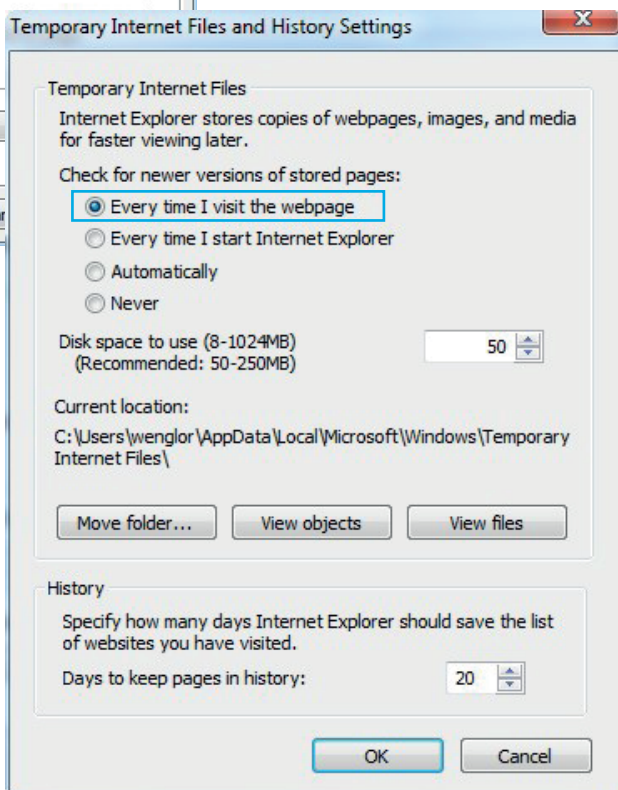 Temporary Internet Files and History Settings
Temporary Internet Files
Internet Explorer stores copies of webpages, images, and media
for faster viewing later.
Check for newer versions of stored pages:
Every time I visit the webpage
Every time I start Internet Explorer
Automatically
Never
Disk space to use (8-1024MB)
50
(Recommended: 50-250MB)
Current location:
C:\Users\wenglor\AppData\Local\Microsoft\Windows\Temporary
Internet Files\
Move folder... View objects View files
History
Specify how many days Internet Explorer should save the list
of websites you have visited.
Days to keep pages in history: 20
OK Cancel